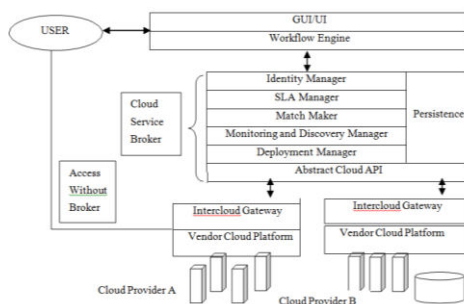 USER
GUI/UI
Workflow Engine
Identity Manager
SLA Manager
Match Maker
Monitoring and Discovery Manager
Deployment Manager
Persistence
Abstract Cloud API
Cloud
Service
Broker
Access
Without
Broker
Intercloud Gateway
Vendor Cloud Platform
Intercloud Gateway
Vendor Cloud Platform
Cloud Provider A
Cloud Provider B